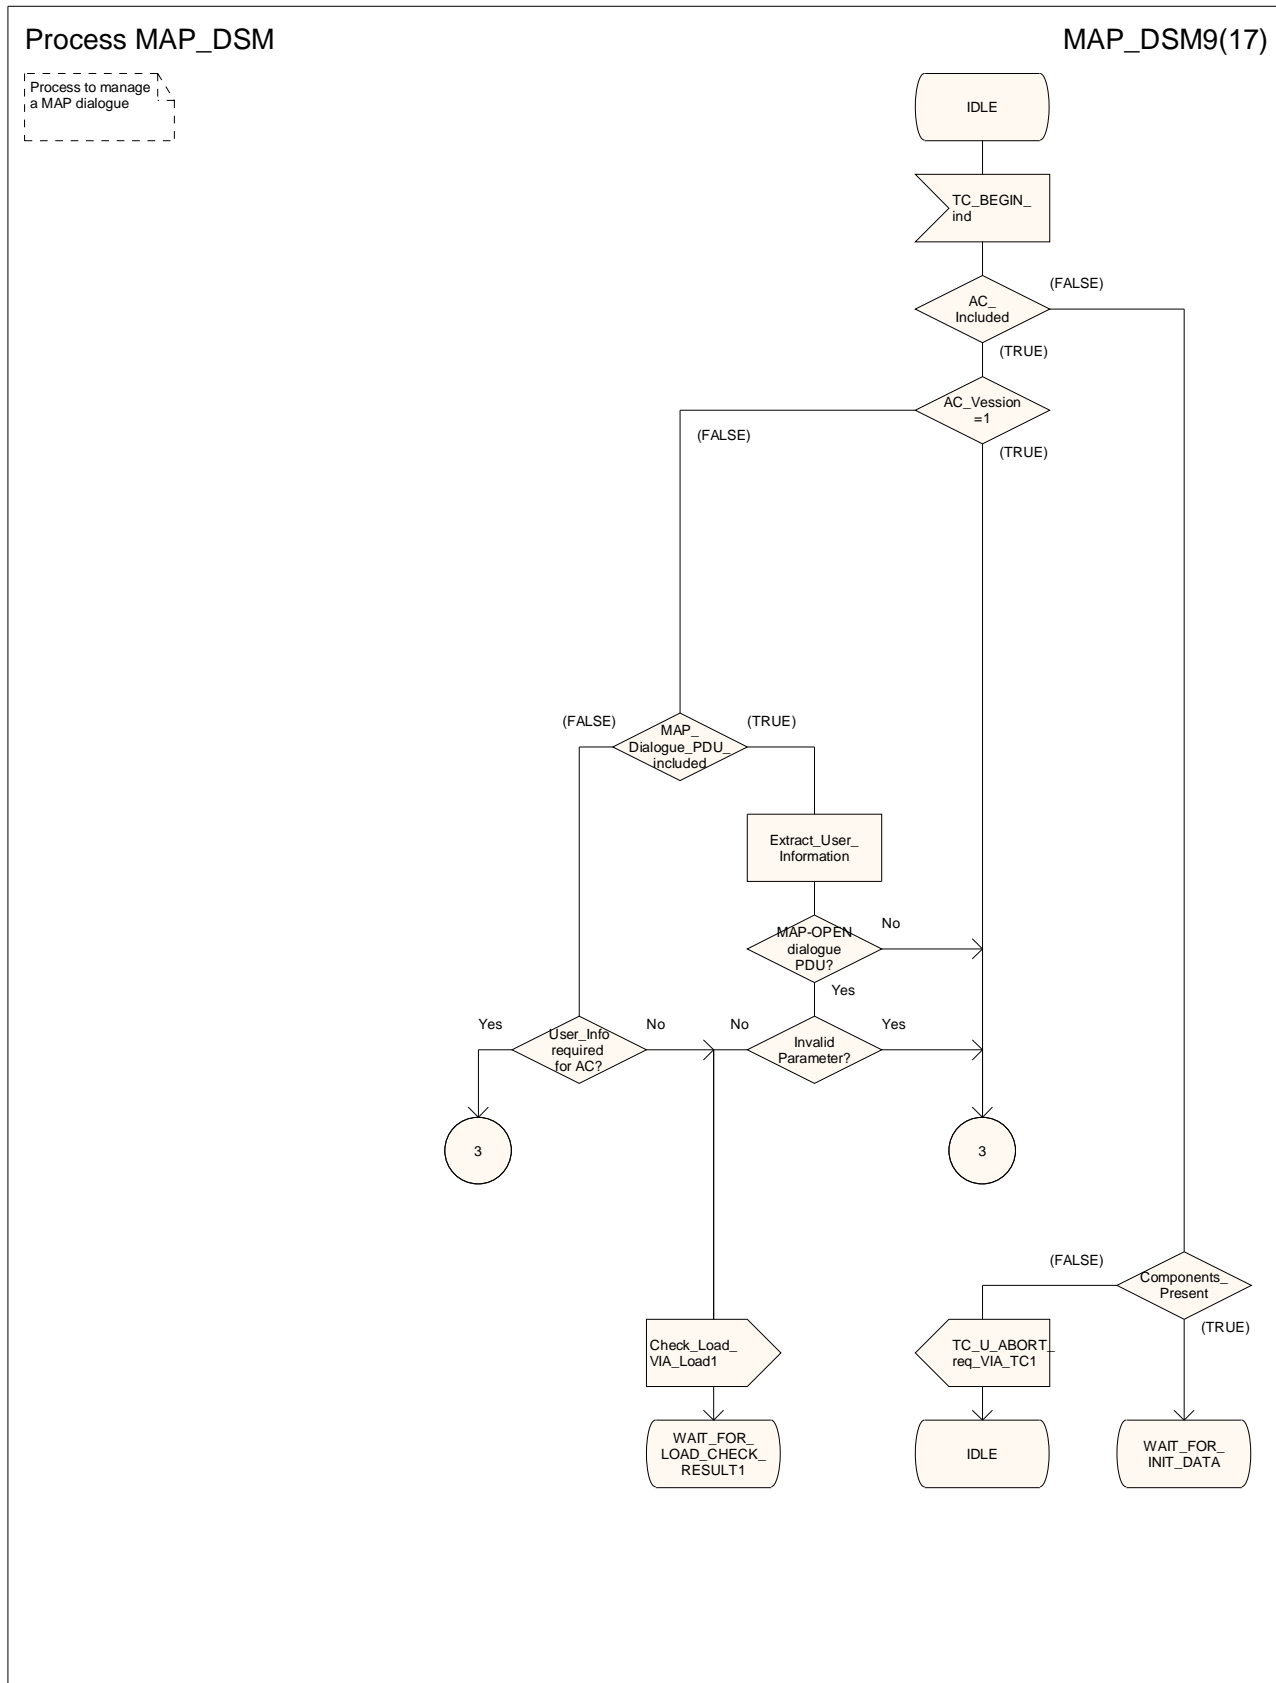 Process MAP_DSM
MAP_DSM9(17)
Process to manage
a MAP dialogue
IDLE
TC_BEGIN_
ind
(FALSE)
AC_
Included
(TRUE)
AC_Vession
=1
(FALSE)
(TRUE)
(FALSE)
(TRUE)
MAP_
Dialogue_PDU_
included
Extract_User_
Information
MAP-OPEN
dialogue
PDU?
No
Yes
Yes
User_Info
required
for AC?
No
No
Invalid
Parameter?
Yes
3
3
(FALSE)
Components_
Present
(TRUE)
Check_Load_
VIA_Load1
TC_U_ABORT_
req_VIA_TC1
WAIT_FOR_
LOAD_CHECK_
RESULT1
IDLE
WAIT_FOR_
INIT_DATA